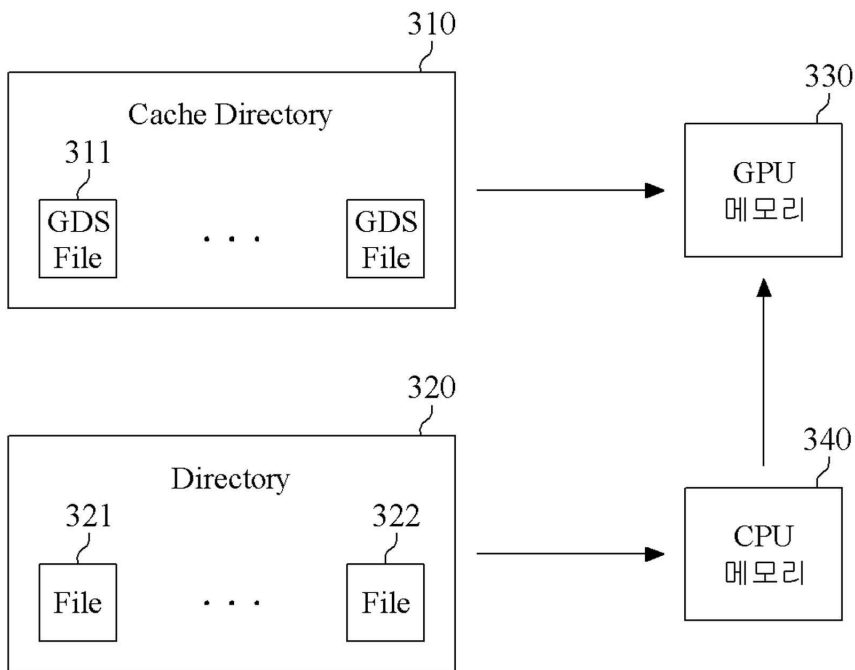 310
Cache Directory
311
GDS
File
. . .
GDS
File
330
GPU
메모리
320
Directory
321
File
. . .
322
File
340
CPU
메모리